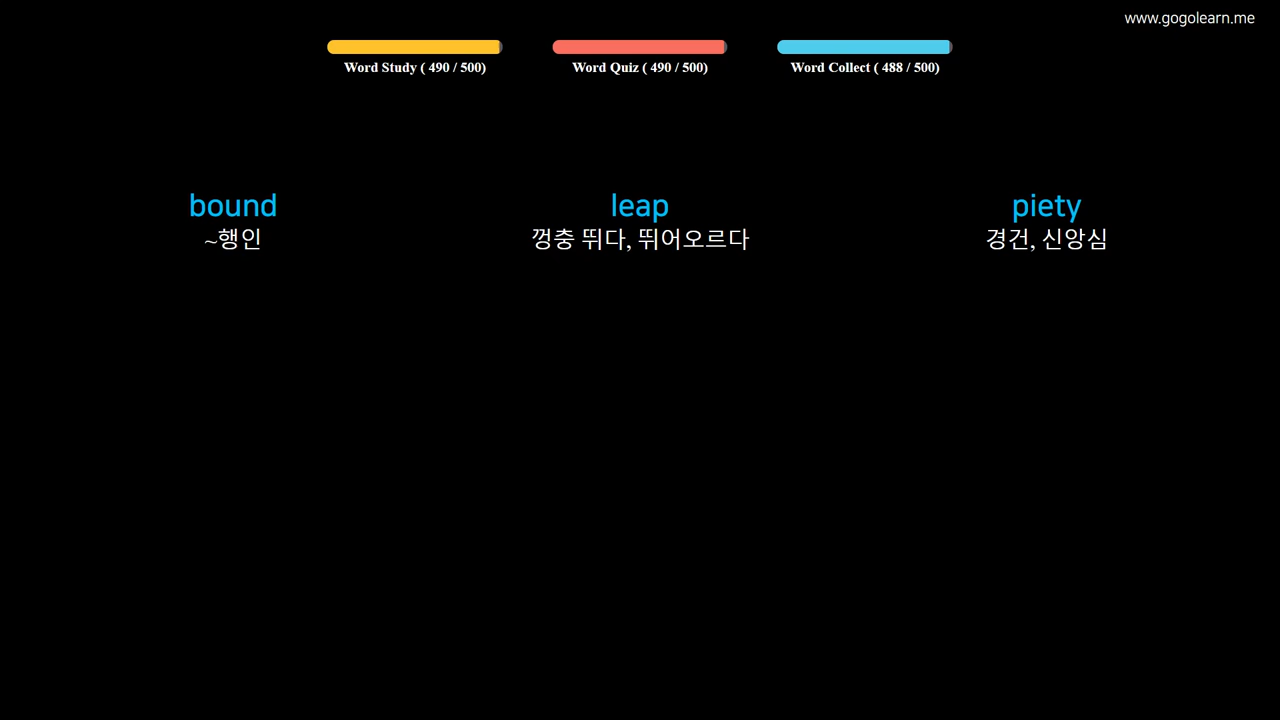 www.gogolearn.me
Word Study ( 490 / 500)
Word Quiz ( 490 / 500)
Word Collect ( 488 / 500)
bound
~행인
leap
껑충 뛰다, 뛰어오르다
piety
경건, 신앙심